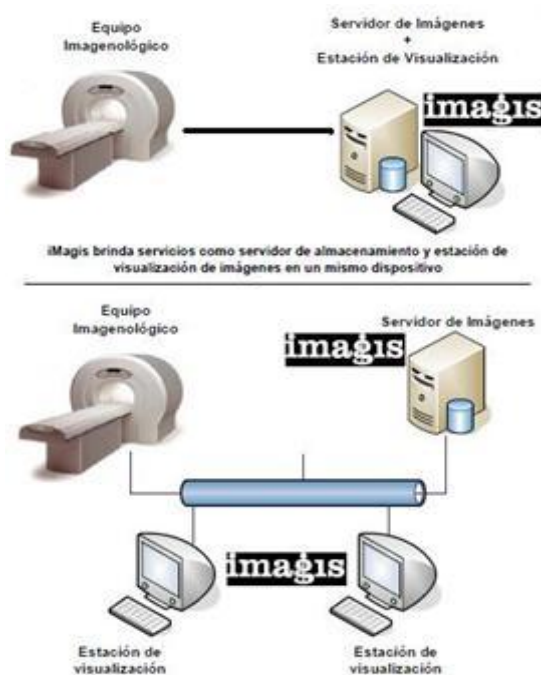 Equipo
Imagenológico
Servidor de Imágenes
+
Estación de Visualización
imagis
iMagis brinda servicios como servidor de almacenamiento y estación de
visualización de imágenes en un mismo dispositivo
Equipo
Imagenológico
imagis
Servidor de Imágenes
imagis
Estación de
visualización
Estación de
visualización